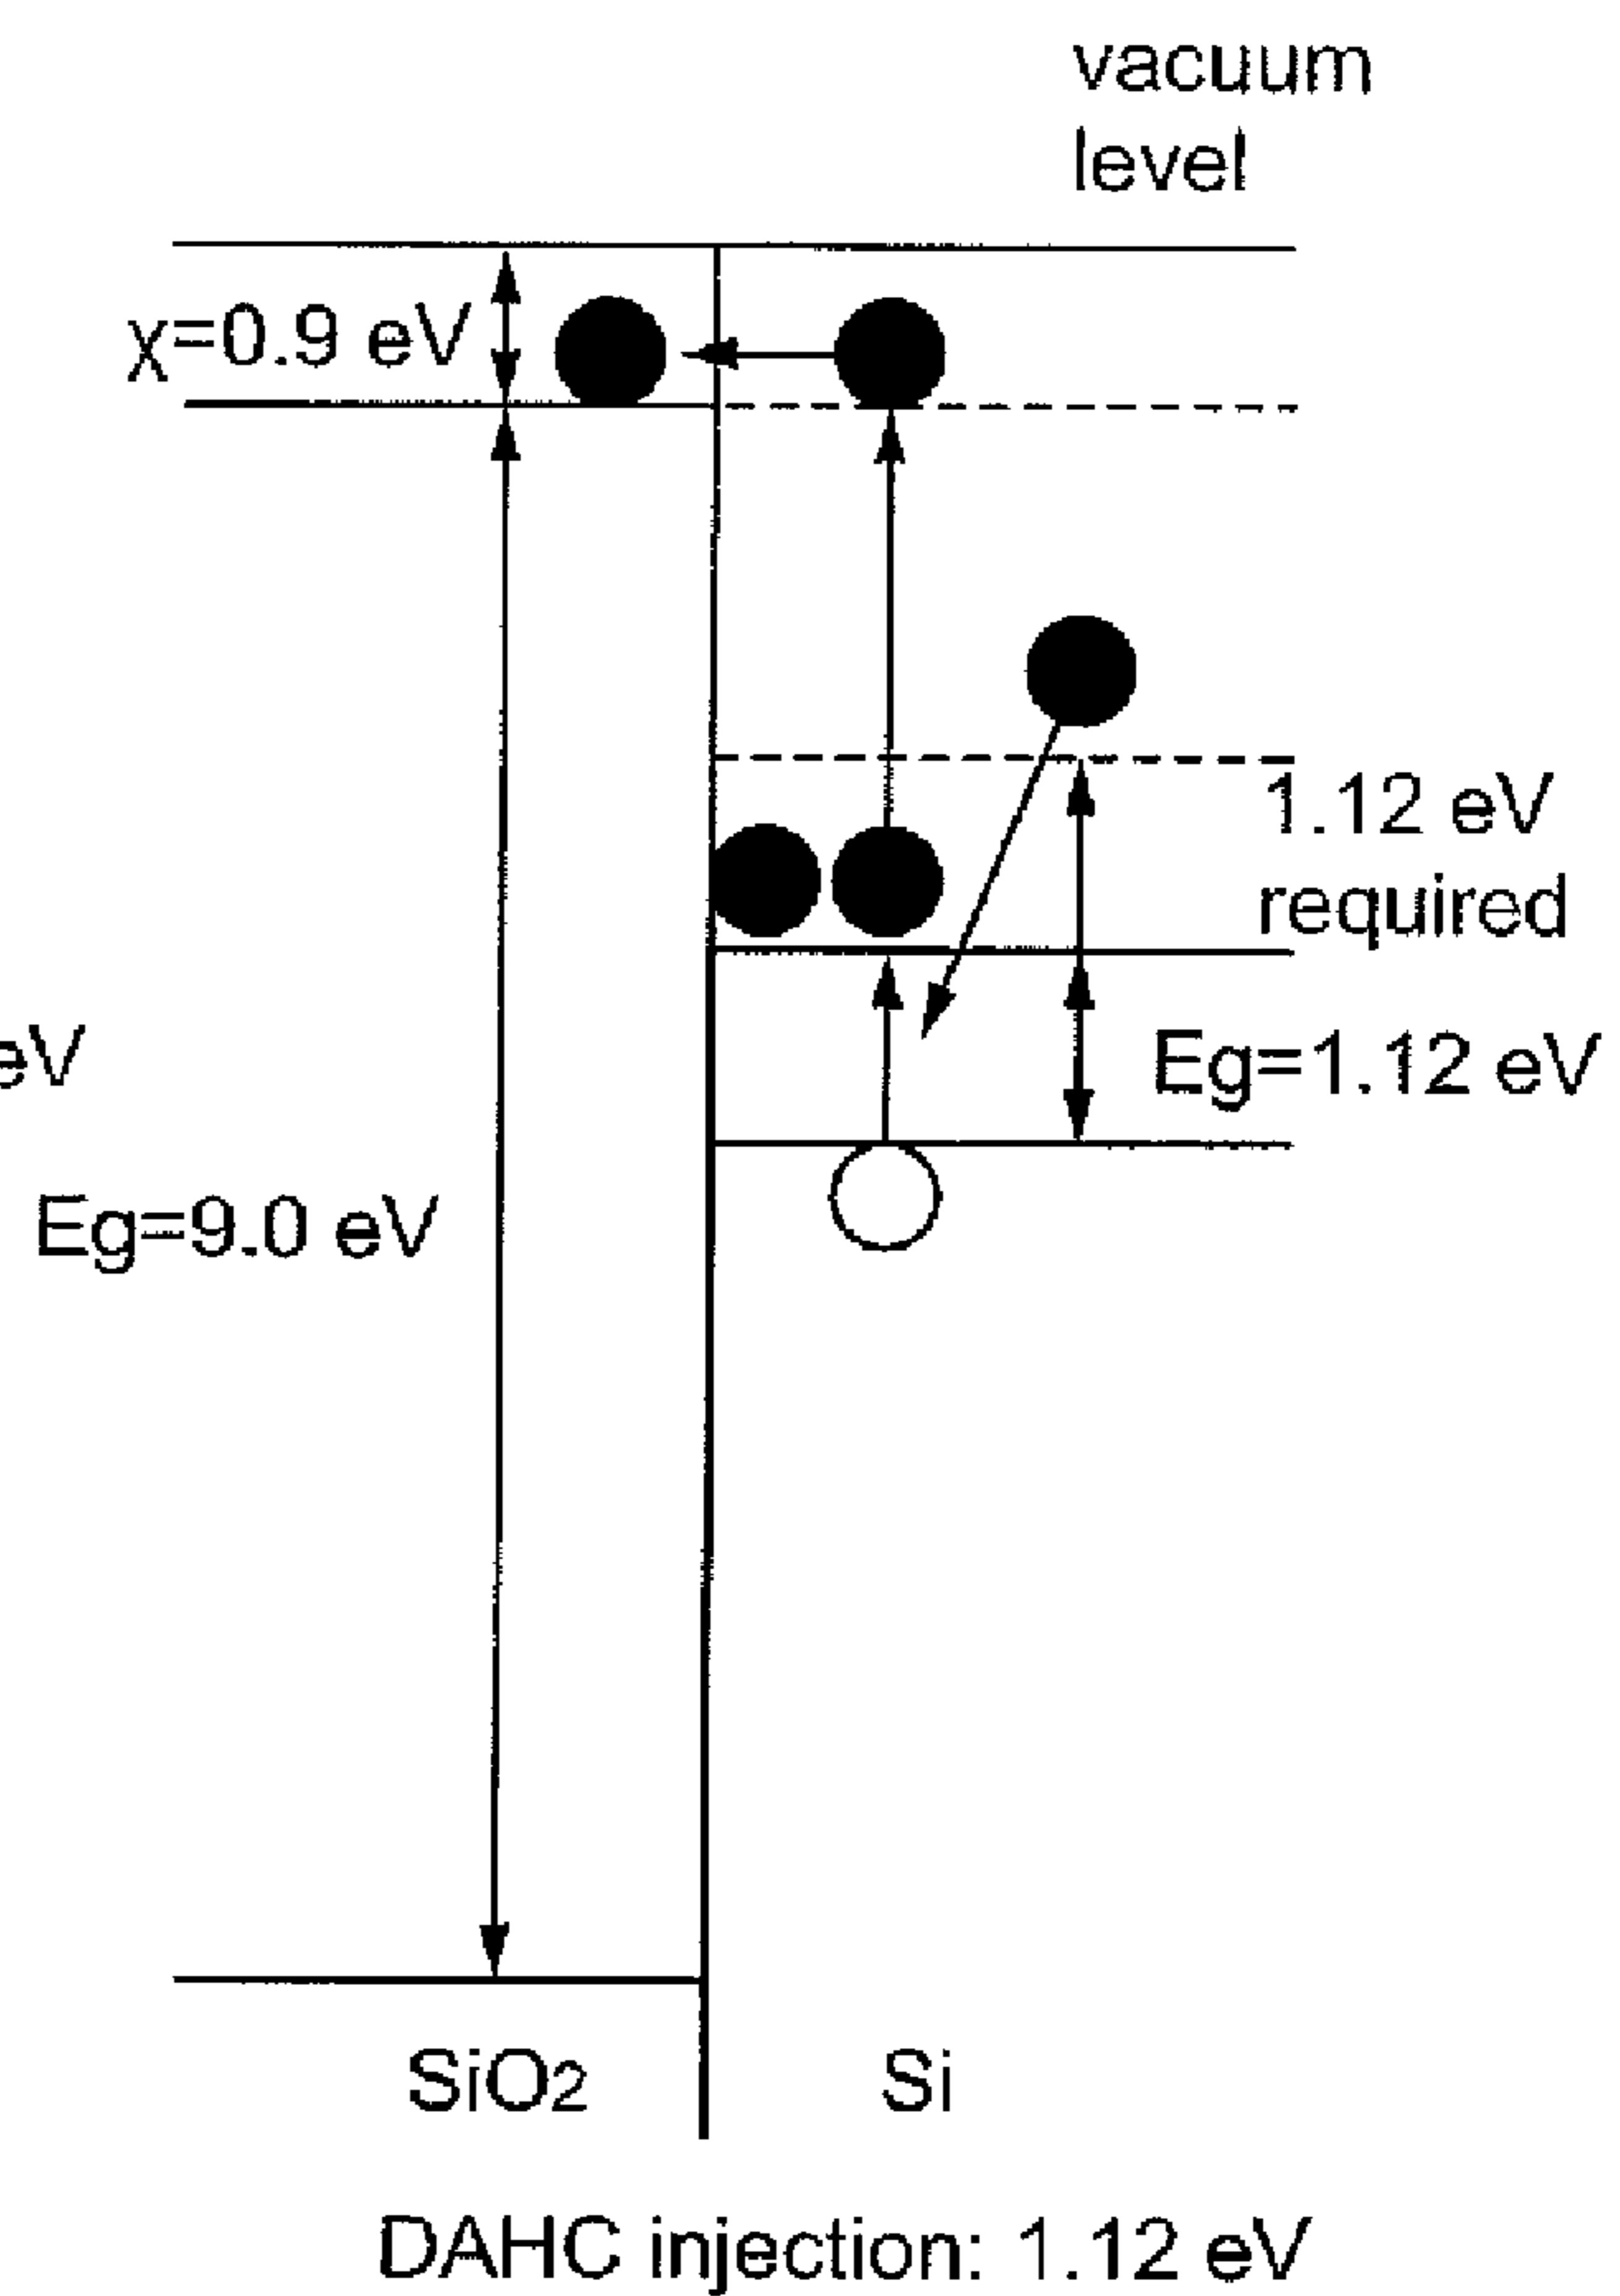 vacuum
level
χ=0.9 eV
1.12 eV
required
eV
Eg=1.12 eV
Eg=9.0 eV
SiO2
Si
DAHC injection: 1.12 eV